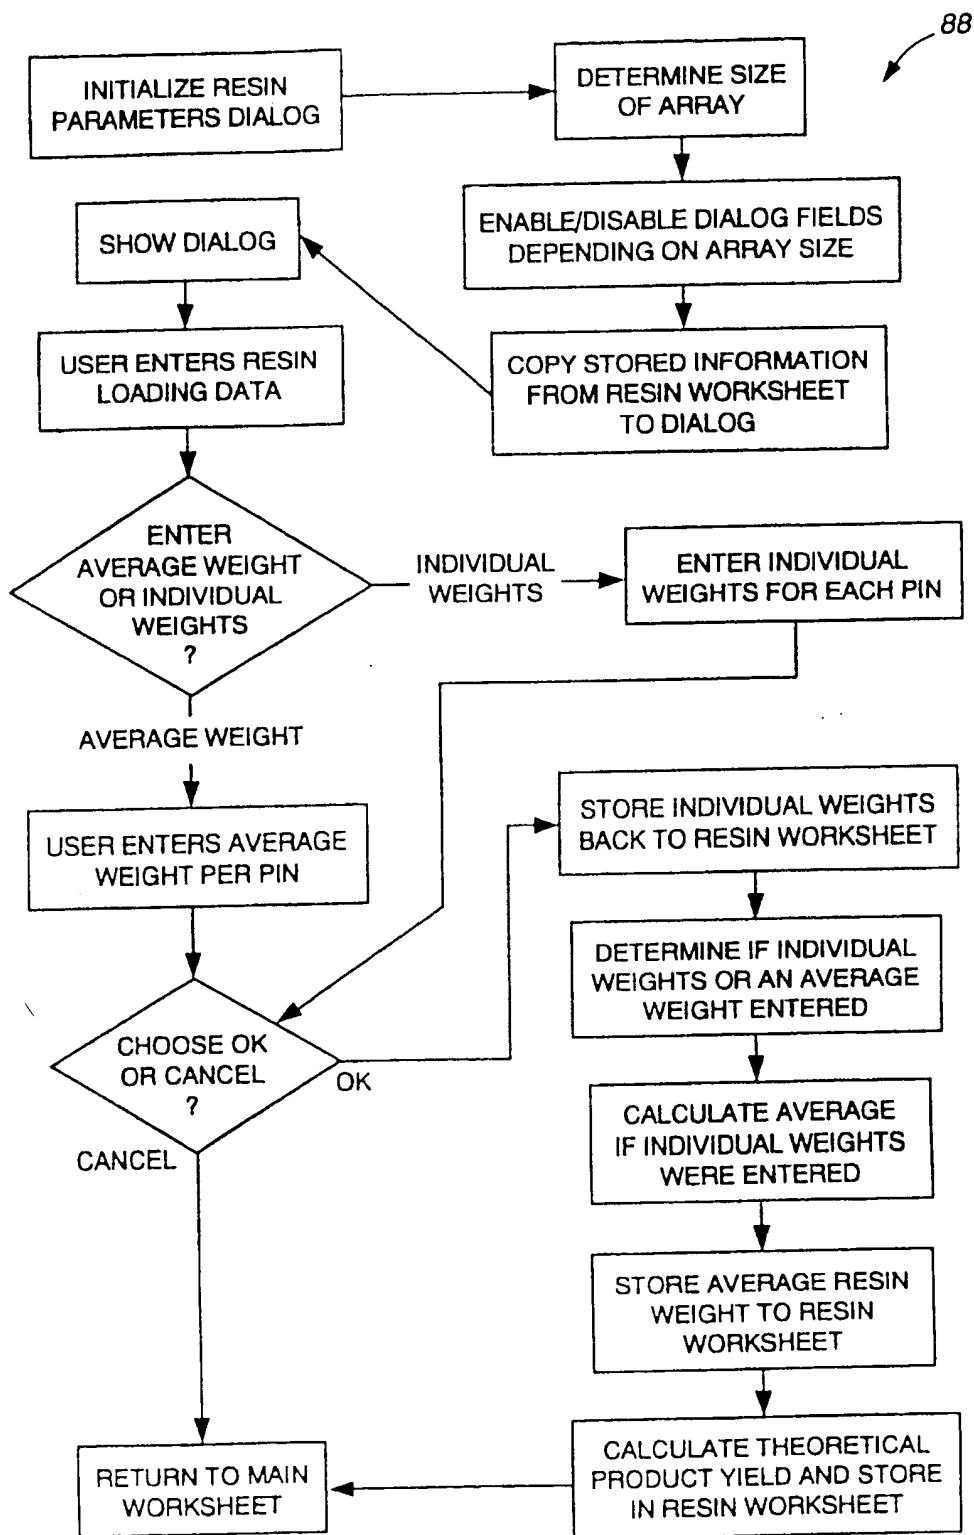 88
INITIALIZE RESIN
PARAMETERS DIALOG
DETERMINE SIZE
OF ARRAY
ENABLE/DISABLE DIALOG FIELDS
DEPENDING ON ARRAY SIZE
COPY STORED INFORMATION
FROM RESIN WORKSHEET
TO DIALOG
SHOW DIALOG
USER ENTERS RESIN
LOADING DATA
ENTER
AVERAGE WEIGHT
OR INDIVIDUAL
WEIGHTS
?
INDIVIDUAL
WEIGHTS
ENTER INDIVIDUAL
WEIGHTS FOR EACH PIN
AVERAGE WEIGHT
USER ENTERS AVERAGE
WEIGHT PER PIN
CHOOSE OK
OR CANCEL
?
OK
CANCEL
STORE INDIVIDUAL WEIGHTS
BACK TO RESIN WORKSHEET
DETERMINE IF INDIVIDUAL
WEIGHTS OR AN AVERAGE
WEIGHT ENTERED
CALCULATE AVERAGE
IF INDIVIDUAL WEIGHTS
WERE ENTERED
STORE AVERAGE RESIN
WEIGHT TO RESIN
WORKSHEET
CALCULATE THEORETICAL
PRODUCT YIELD AND STORE
IN RESIN WORKSHEET
RETURN TO MAIN
WORKSHEET